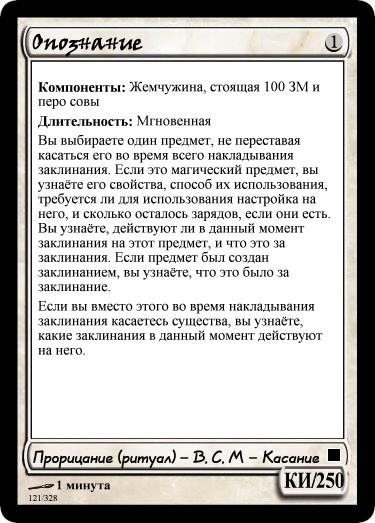 Опознание 1
Компоненты: Жемчужина, стоящая 100 ЗМ и
перо совы
Длительность: Мгновенная
Вы выбираете один предмет, не переставая
касаться его во время всего накладывания
заклинания. Если это магический предмет, вы
узнаёте его свойства, способ их использования,
требуется ли для использования настройка на
него, и сколько осталось зарядов, если они есть.
Вы узнаёте, действуют ли в данный момент
заклинания на этот предмет, и что это за
заклинания. Если предмет был создан
заклинанием, вы узнаёте, что это было за
заклинание.
Если вы вместо этого во время накладывания
заклинания касаетесь существа, вы узнаёте,
какие заклинания в данный момент действуют
на него.
Прорицание (ритуал) – В, С, М – Касание
КИ/250
1 минута
121/328